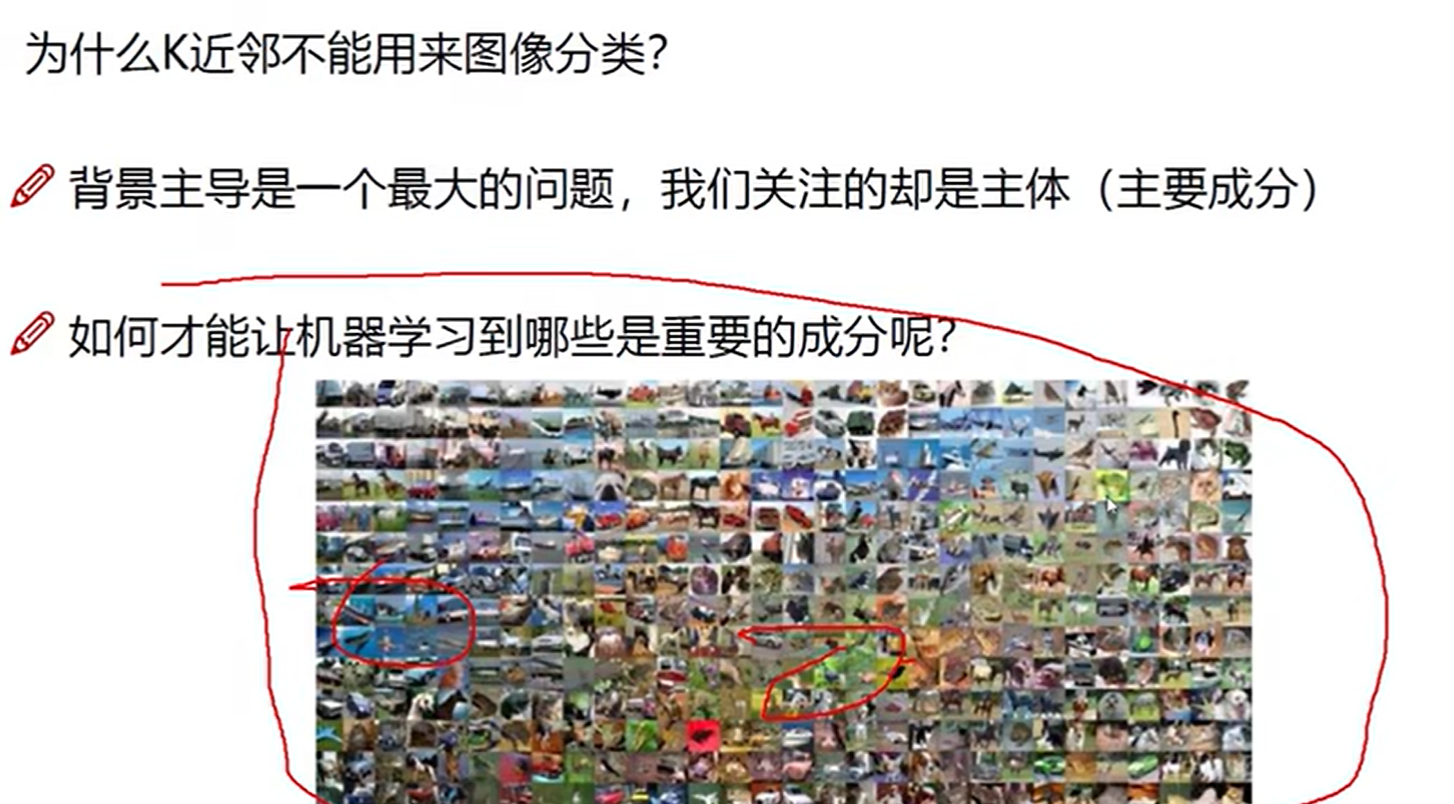 为什么K近邻不能用来图像分类？
背景主导是一个最大的问题，我们关注的却是主体（主要成分）
如何才能让机器学习到哪些是重要的成分呢？